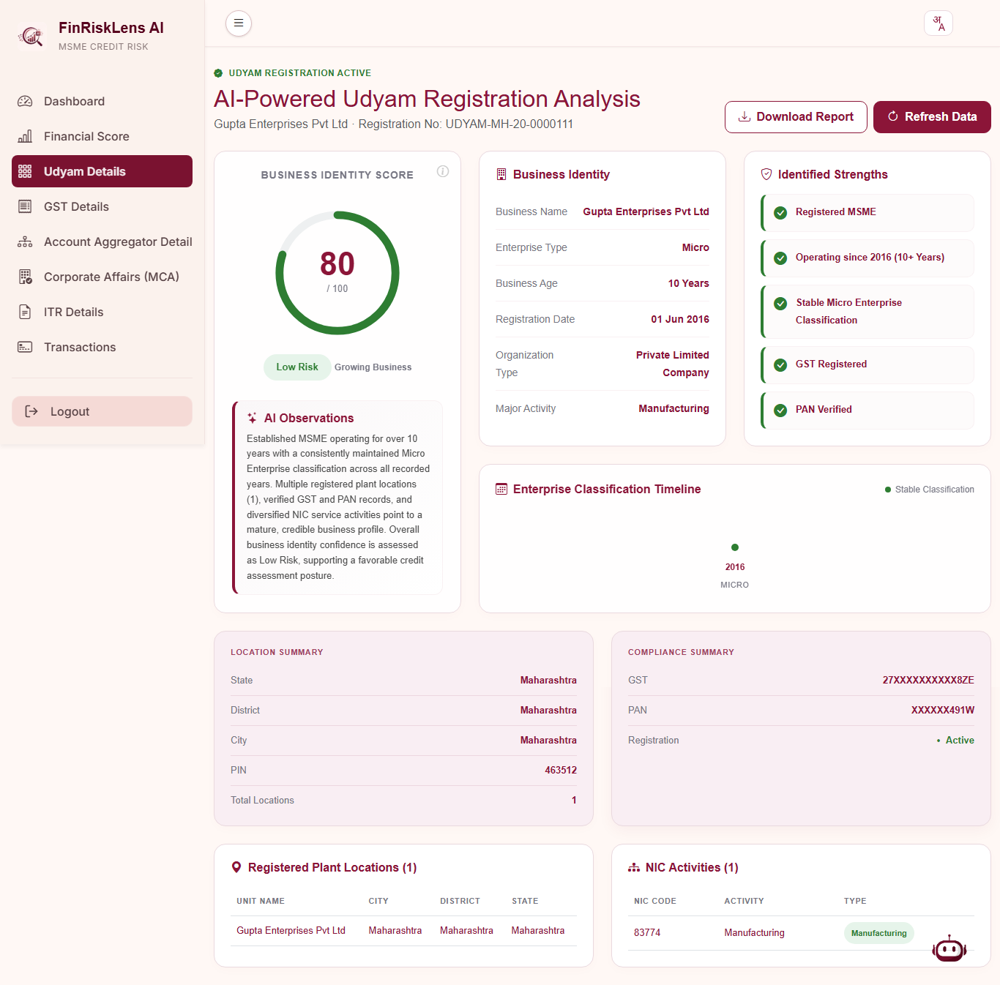 FinRiskLens AI
MSME CREDIT RISK
Dashboard
Financial Score
Udyam Details
GST Details
Account Aggregator Detail
Corporate Affairs (MCA)
ITR Details
Transactions
Logout
अ
A
UDYAM REGISTRATION ACTIVE
AI-Powered Udyam Registration Analysis
Gupta Enterprises Pvt Ltd · Registration No: UDYAM-MH-20-0000111
Download Report
Refresh Data
BUSINESS IDENTITY SCORE
80
/ 100
Low Risk
Growing Business
AI Observations
Established MSME operating for over 10
years with a consistently maintained Micro
Enterprise classification across all recorded
years. Multiple registered plant locations
(1), verified GST and PAN records, and
diversified NIC service activities point to a
mature, credible business profile. Overall
business identity confidence is assessed
as Low Risk, supporting a favorable credit
assessment posture.
Business Identity
Business Name Gupta Enterprises Pvt Ltd
Enterprise Type Micro
Business Age 10 Years
Registration Date 01 Jun 2016
Organization Private Limited
Type Company
Major Activity Manufacturing
Identified Strengths
Registered MSME
Operating since 2016 (10+ Years)
Stable Micro Enterprise
Classification
GST Registered
PAN Verified
Enterprise Classification Timeline
Stable Classification
2016
MICRO
LOCATION SUMMARY
State Maharashtra
District Maharashtra
City Maharashtra
PIN 463512
Total Locations 1
COMPLIANCE SUMMARY
GST 27XXXXXXXXXX8ZE
PAN XXXXXX491W
Registration • Active
Registered Plant Locations (1)
UNIT NAME CITY DISTRICT STATE
Gupta Enterprises Pvt Ltd Maharashtra Maharashtra Maharashtra
NIC Activities (1)
NIC CODE ACTIVITY TYPE
83774 Manufacturing Manufacturing